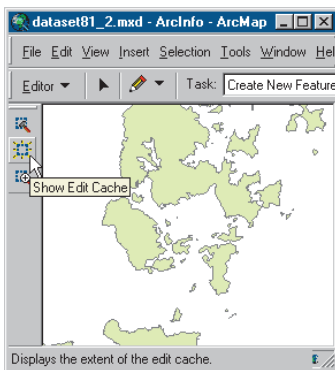 dataset81_2.mxd - ArcInfo - ArcMap
File Edit View Insert Selection Tools Window Hel
Editor Task: Create New Feature
Show Edit Cache
Displays the extent of the edit cache.